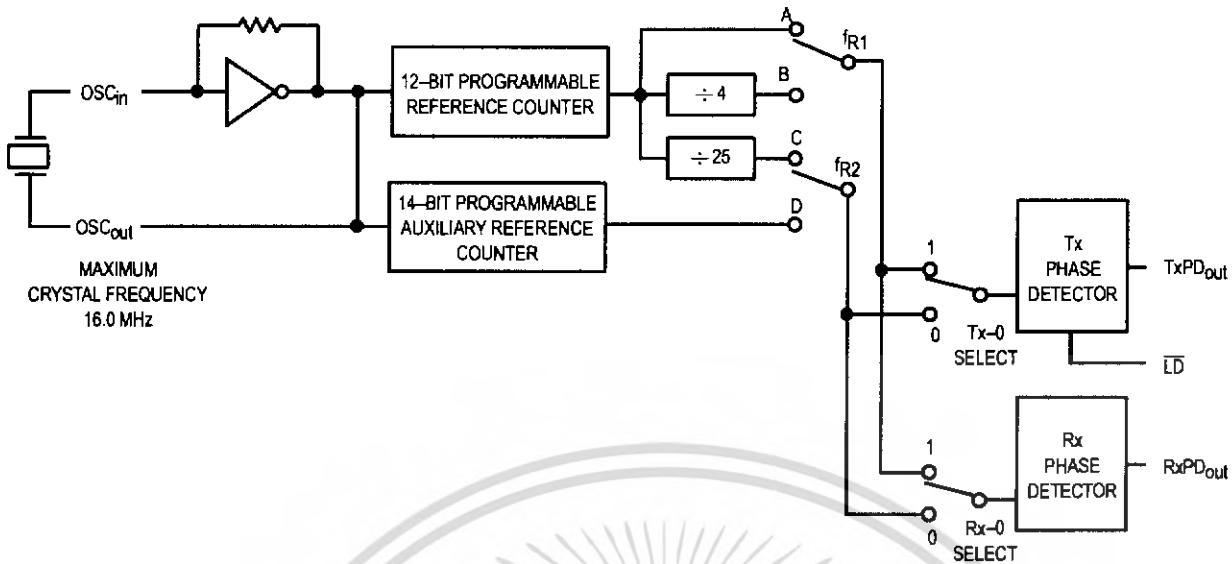 OSCin
OSCout
MAXIMUM
CRYSTAL FREQUENCY
16.0 MHz
12–BIT PROGRAMMABLE
REFERENCE COUNTER
14–BIT PROGRAMMABLE
AUXILIARY REFERENCE
COUNTER
÷ 4
÷ 25
A
fR1
B
C
fR2
D
1
0
Tx–0
SELECT
Tx
PHASE
DETECTOR
TxPDout
LD
1
0
Rx–0
SELECT
Rx
PHASE
DETECTOR
RxPDout